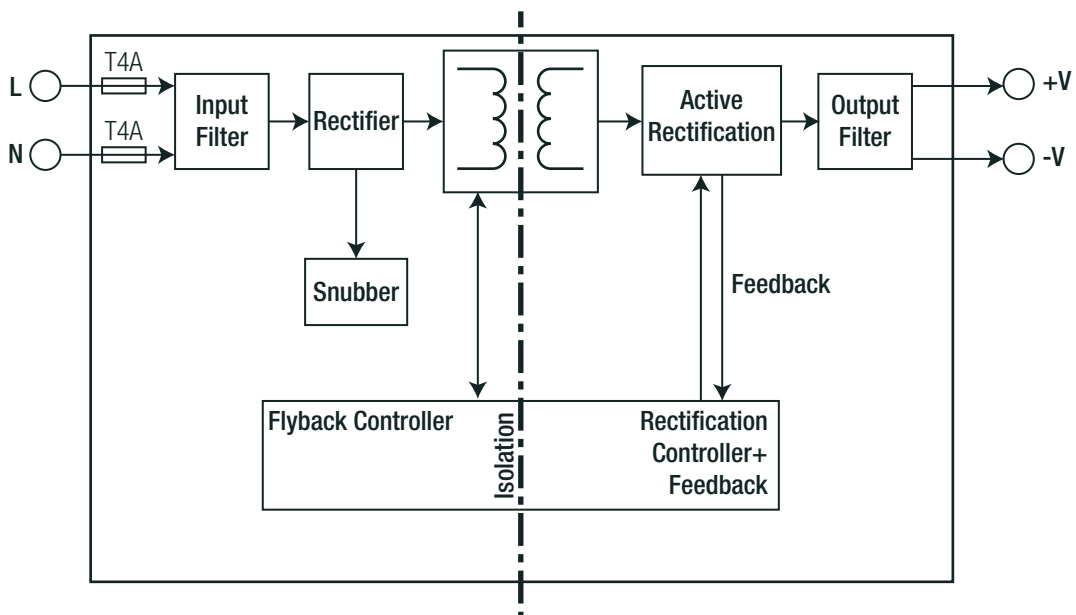 L
T4A
N
T4A
Input
Filter
Rectifier
Snubber
Active
Rectification
Output
Filter
+V
-V
Feedback
Flyback Controller
Isolation
Rectification
Controller+
Feedback